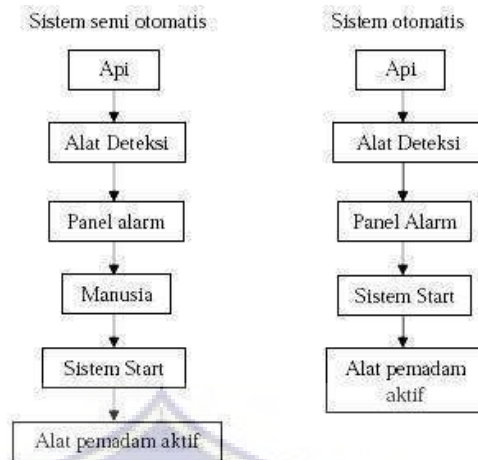 Sistem semi otomatis
Api
Alat Deteksi
Panel alarm
Manusia
Sistem Start
Alat pemadam aktif
Sistem otomatis
Api
Alat Deteksi
Panel Alarm
Sistem Start
Alat pemadam
aktif